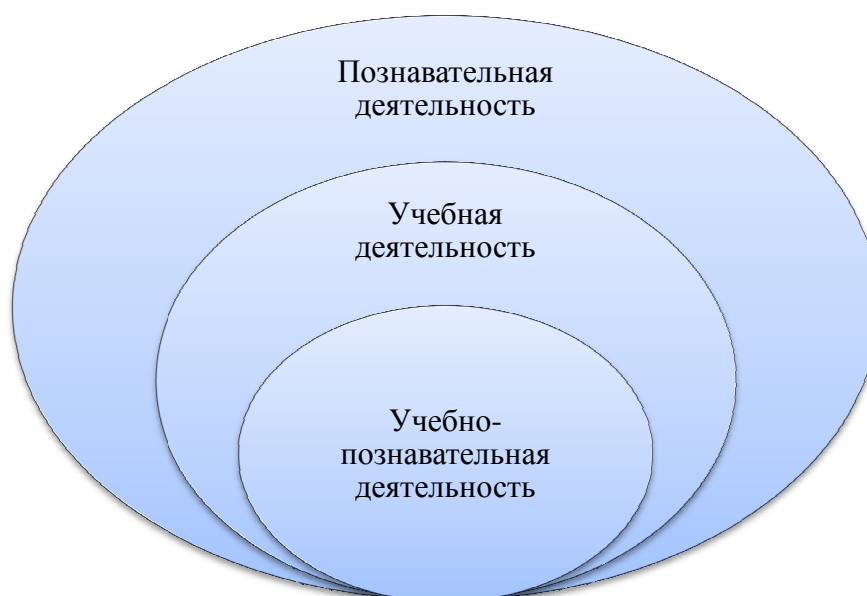 Познавательная
деятельность
Учебная
деятельность
Учебно-
познавательная
деятельность